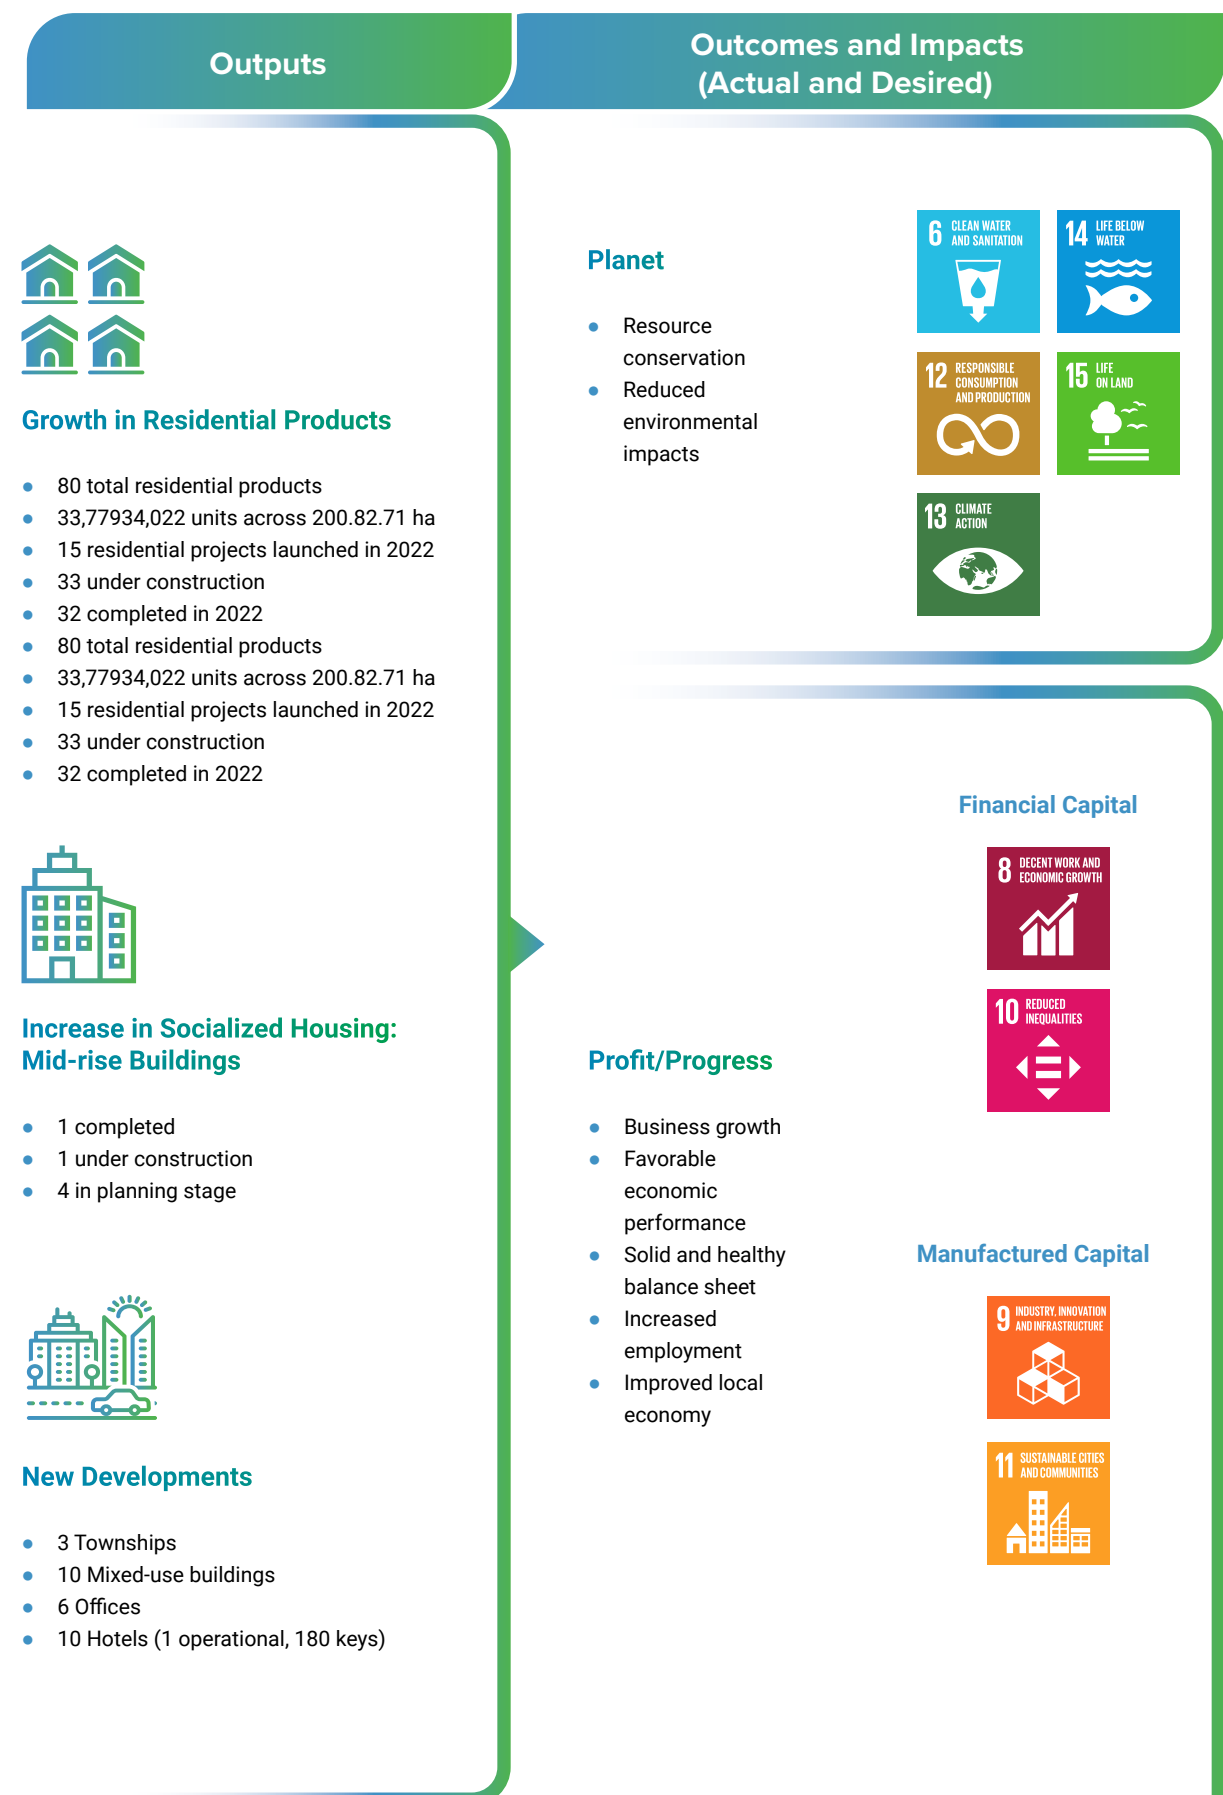 Outputs
Outcomes and Impacts
(Actual and Desired)
Growth in Residential Products
80 total residential products
33,77934,022 units across 200.82.71 ha
15 residential projects launched in 2022
33 under construction
32 completed in 2022
80 total residential products
33,77934,022 units across 200.82.71 ha
15 residential projects launched in 2022
33 under construction
32 completed in 2022
Increase in Socialized Housing:
Mid-rise Buildings
1 completed
1 under construction
4 in planning stage
New Developments
3 Townships
10 Mixed-use buildings
6 Offices
10 Hotels (1 operational, 180 keys)
Planet
Resource
conservation
Reduced
environmental
impacts
6 CLEAN WATER
AND SANITATION
14 LIFE BELOW
WATER
12 RESPONSIBLE
CONSUMPTION
AND PRODUCTION
15 LIFE
ON LAND
13 CLIMATE
ACTION
Profit/Progress
Business growth
Favorable
economic
performance
Solid and healthy
balance sheet
Increased
employment
Improved local
economy
Financial Capital
8 DECENT WORK AND
ECONOMIC GROWTH
10 REDUCED
INEQUALITIES
Manufactured Capital
9 INDUSTRY, INNOVATION
AND INFRASTRUCTURE
11 SUSTAINABLE CITIES
AND COMMUNITIES